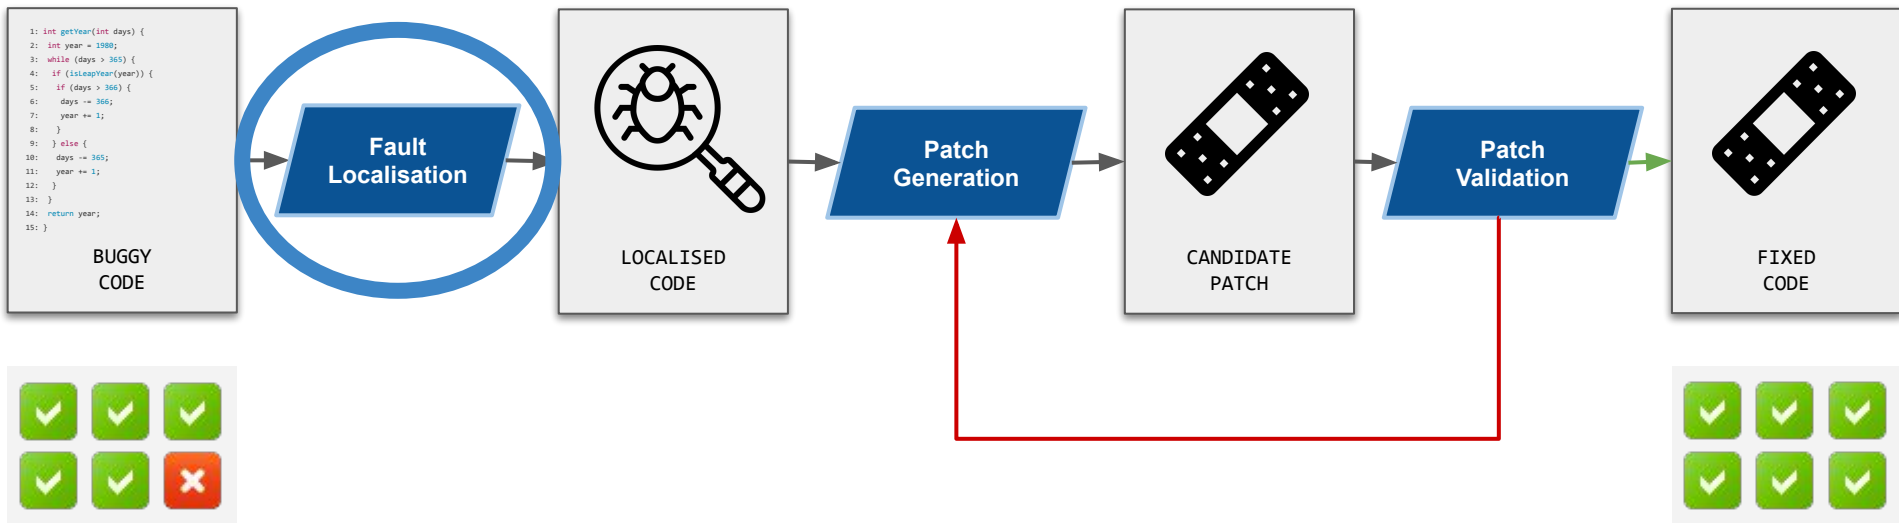 1: int getYear(int days) {
2: int year = 1980;
3: while (days > 365) {
4: if (isLeapYear(year)) {
5: if (days > 366) {
6: days -= 366;
7: year += 1;
8: }
9: } else {
10: days -= 365;
11: year += 1;
12: }
13: }
14: return year;
15: }
BUGGY
CODE
Fault
Localisation
LOCALISED
CODE
Patch
Generation
CANDIDATE
PATCH
Patch
Validation
FIXED
CODE